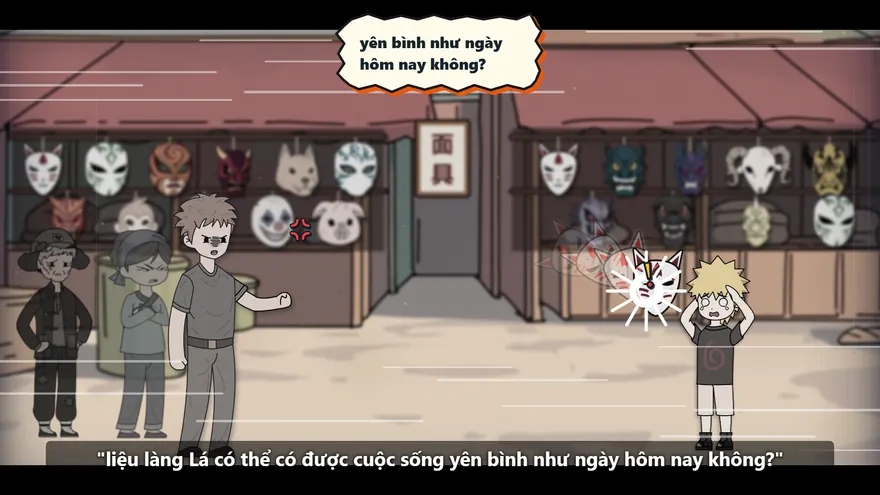 yên bình như ngày
hôm nay không?
面
具
"liệu làng Lá có thể có được cuộc sống yên bình như ngày hôm nay không?"